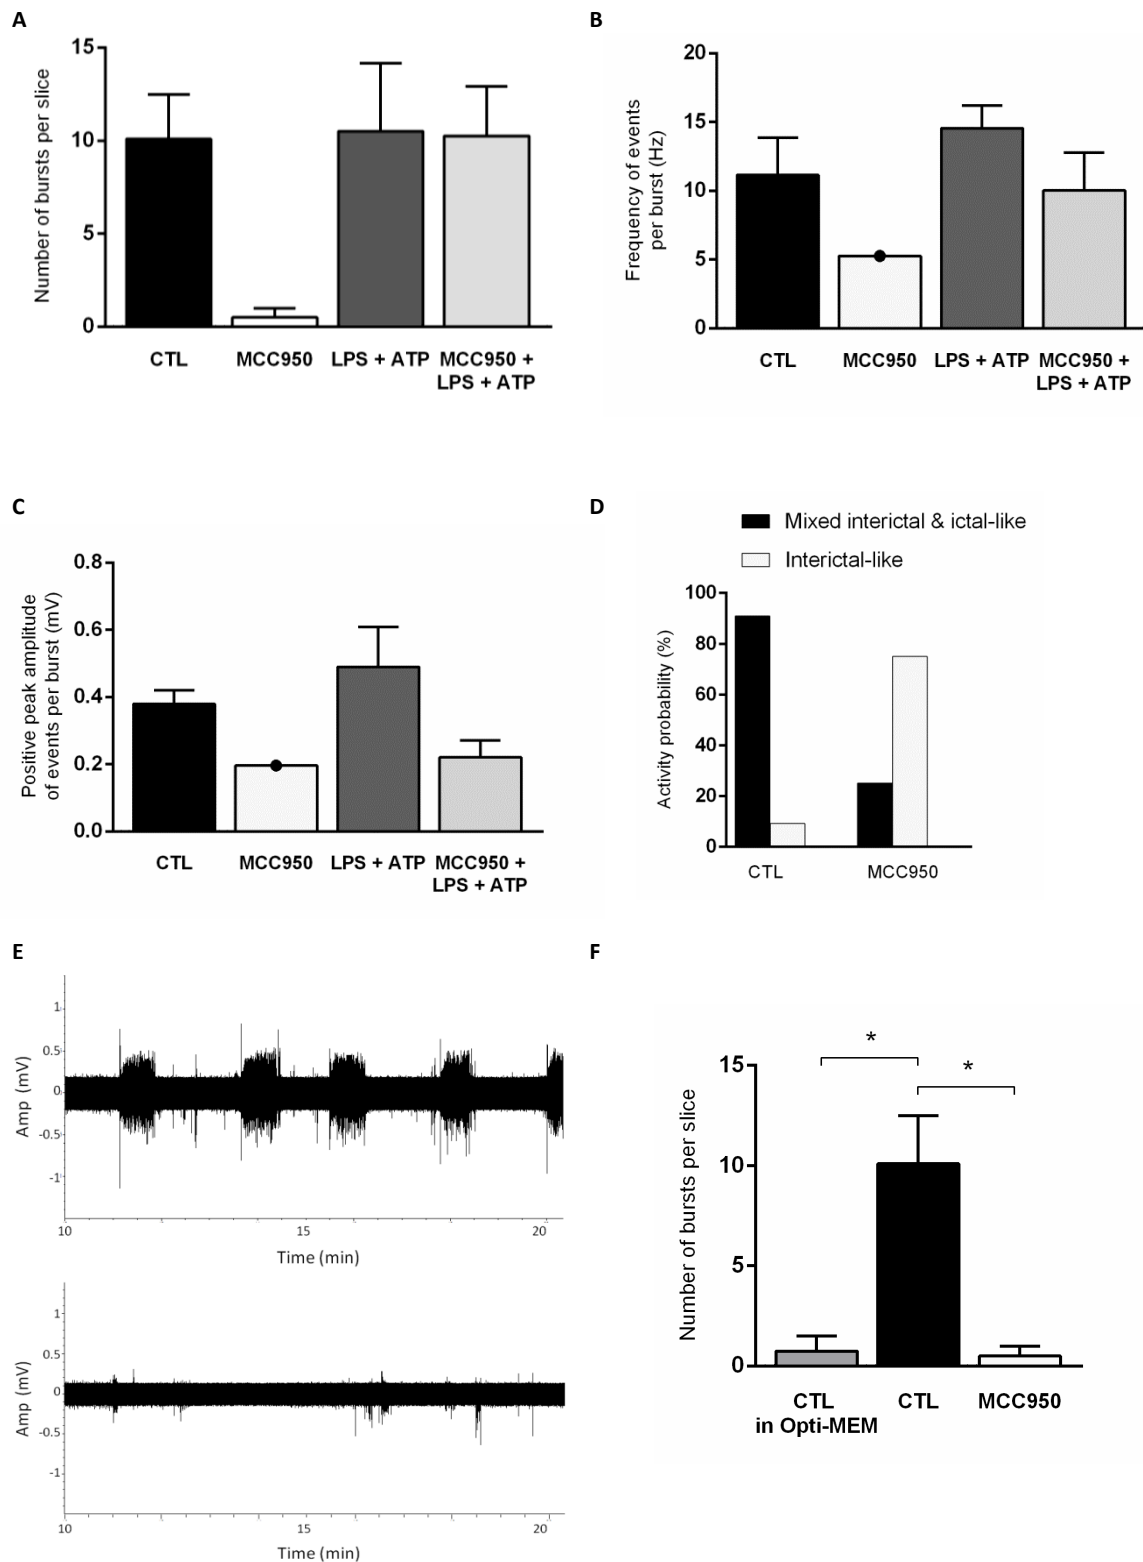 A
Number of bursts per slice
15
10
5
0
CTL
MCC950
LPS + ATP
MCC950 +
LPS + ATP
B
Frequency of events
per burst (Hz)
20
15
10
5
0
CTL
MCC950
LPS + ATP
MCC950 +
LPS + ATP
C
Positive peak amplitude
of events per burst (mV)
0.8
0.6
0.4
0.2
0.0
CTL
MCC950
LPS + ATP
MCC950 +
LPS + ATP
D
Mixed interictal & ictal-like
Interictal-like
Activity probability (%)
100
80
60
40
20
0
CTL
MCC950
E
Amp (mV)
1
0.5
0
-0.5
-1
10
15
20
Time (min)
Amp (mV)
1
0.5
0
-0.5
-1
10
15
20
Time (min)
F
Number of bursts per slice
*
*
15
10
5
0
CTL
in Opti-MEM
CTL
MCC950